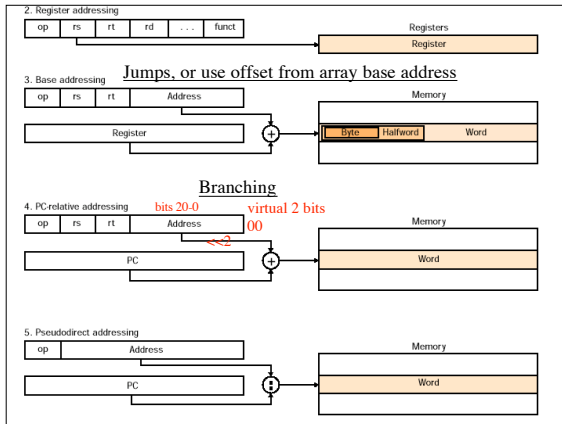 2. Register addressing
op rs rt rd . . . funct
Registers
Register
Jumps, or use offset from array base address
3. Base addressing
Memory
op rs rt Address
Register
+
Byte Halfword Word
Branching
4. PC-relative addressing
bits 20-0
virtual 2 bits
00
Memory
op rs rt Address
<<2
PC
+
Word
5. Pseudodirect addressing
Memory
op Address
PC
:
Word